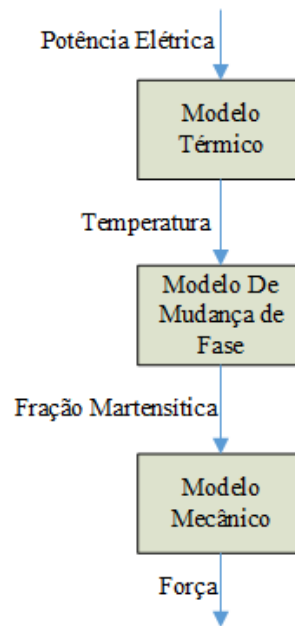 Potência Elétrica
Modelo
Térmico
Temperatura
Modelo De
Mudança de
Fase
Fração Martensítica
Modelo
Mecânico
Força